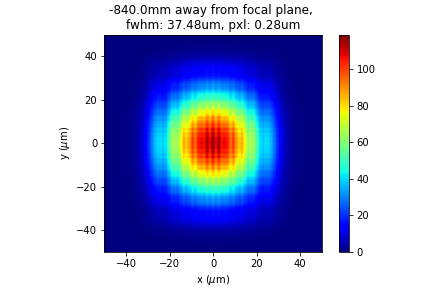 -840.0mm away from focal plane,
fwhm: 37.48um, pxl: 0.28um
40
20
0
−20
−40
y (μm)
−40 −20 0 20 40
x (μm)
100
80
60
40
20
0